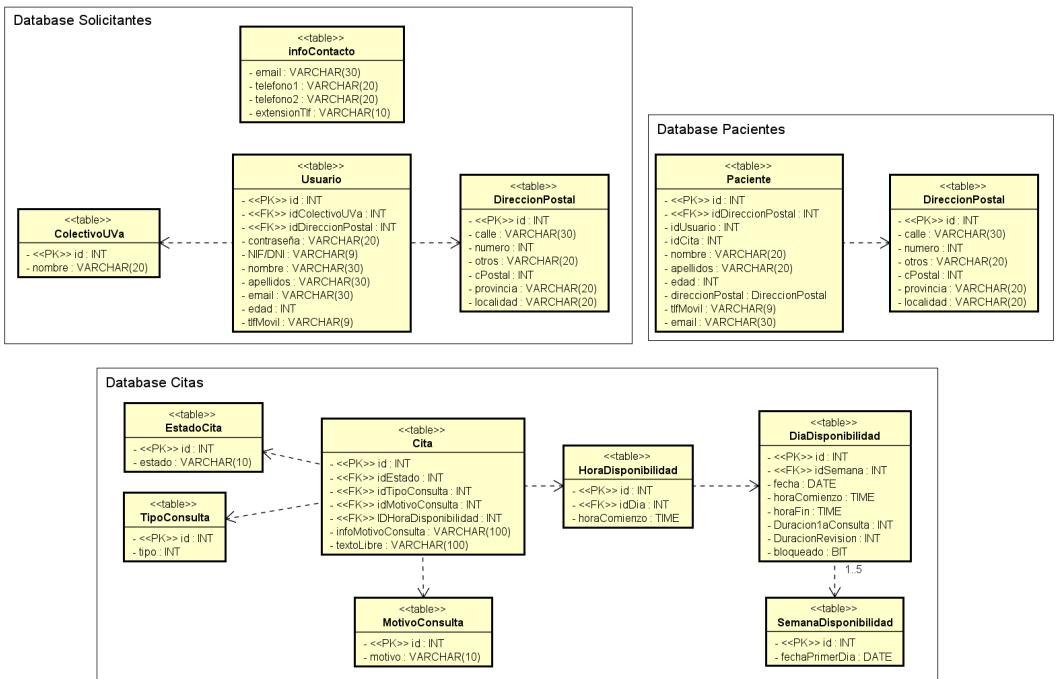 Database Solicitantes
<<table>>
infoContacto
- email : VARCHAR(30)
- telefono1 : VARCHAR(20)
- telefono2 : VARCHAR(20)
- extensionTlf : VARCHAR(10)
<<table>>
Usuario
- <<PK>> id : INT
- <<FK>> idColectivoUVa : INT
- <<FK>> idDireccionPostal : INT
- contraseña : VARCHAR(20)
- NIF/DNI : VARCHAR(9)
- nombre : VARCHAR(30)
- apellidos : VARCHAR(30)
- email : VARCHAR(30)
- edad : INT
- tlfMovil : VARCHAR(9)
<<table>>
ColectivoUVa
- <<PK>> id : INT
- nombre : VARCHAR(20)
<<table>>
DireccionPostal
- <<PK>> id : INT
- calle : VARCHAR(30)
- numero : INT
- otros : VARCHAR(20)
- cPostal : INT
- provincia : VARCHAR(20)
- localidad : VARCHAR(20)
Database Pacientes
<<table>>
Paciente
- <<PK>> id : INT
- <<FK>> idDireccionPostal : INT
- idUsuario : INT
- idCita : INT
- nombre : VARCHAR(20)
- apellidos : VARCHAR(20)
- edad : INT
- direccionPostal : DireccionPostal
- tlfMovil : VARCHAR(9)
- email : VARCHAR(30)
<<table>>
DireccionPostal
- <<PK>> id : INT
- calle : VARCHAR(30)
- numero : INT
- otros : VARCHAR(20)
- cPostal : INT
- provincia : VARCHAR(20)
- localidad : VARCHAR(20)
Database Citas
<<table>>
EstadoCita
- <<PK>> id : INT
- estado : VARCHAR(10)
<<table>>
TipoConsulta
- <<PK>> id : INT
- tipo : INT
<<table>>
Cita
- <<PK>> id : INT
- <<FK>> idEstado : INT
- <<FK>> idTipoConsulta : INT
- <<FK>> idMotivoConsulta : INT
- <<FK>> IDHoraDisponibilidad : INT
- infoMotivoConsulta : VARCHAR(100)
- textoLibre : VARCHAR(100)
<<table>>
HoraDisponibilidad
- <<PK>> id : INT
- <<FK>> idDia : INT
- horaComienzo : TIME
<<table>>
DiaDisponibilidad
- <<PK>> id : INT
- <<FK>> idSemana : INT
- fecha : DATE
- horaComienzo : TIME
- horaFin : TIME
- Duracion1aConsulta : INT
- DuracionRevision : INT
- bloqueado : BIT
1..5
<<table>>
MotivoConsulta
- <<PK>> id : INT
- motivo : VARCHAR(10)
<<table>>
SemanaDisponibilidad
- <<PK>> id : INT
- fechaPrimerDia : DATE